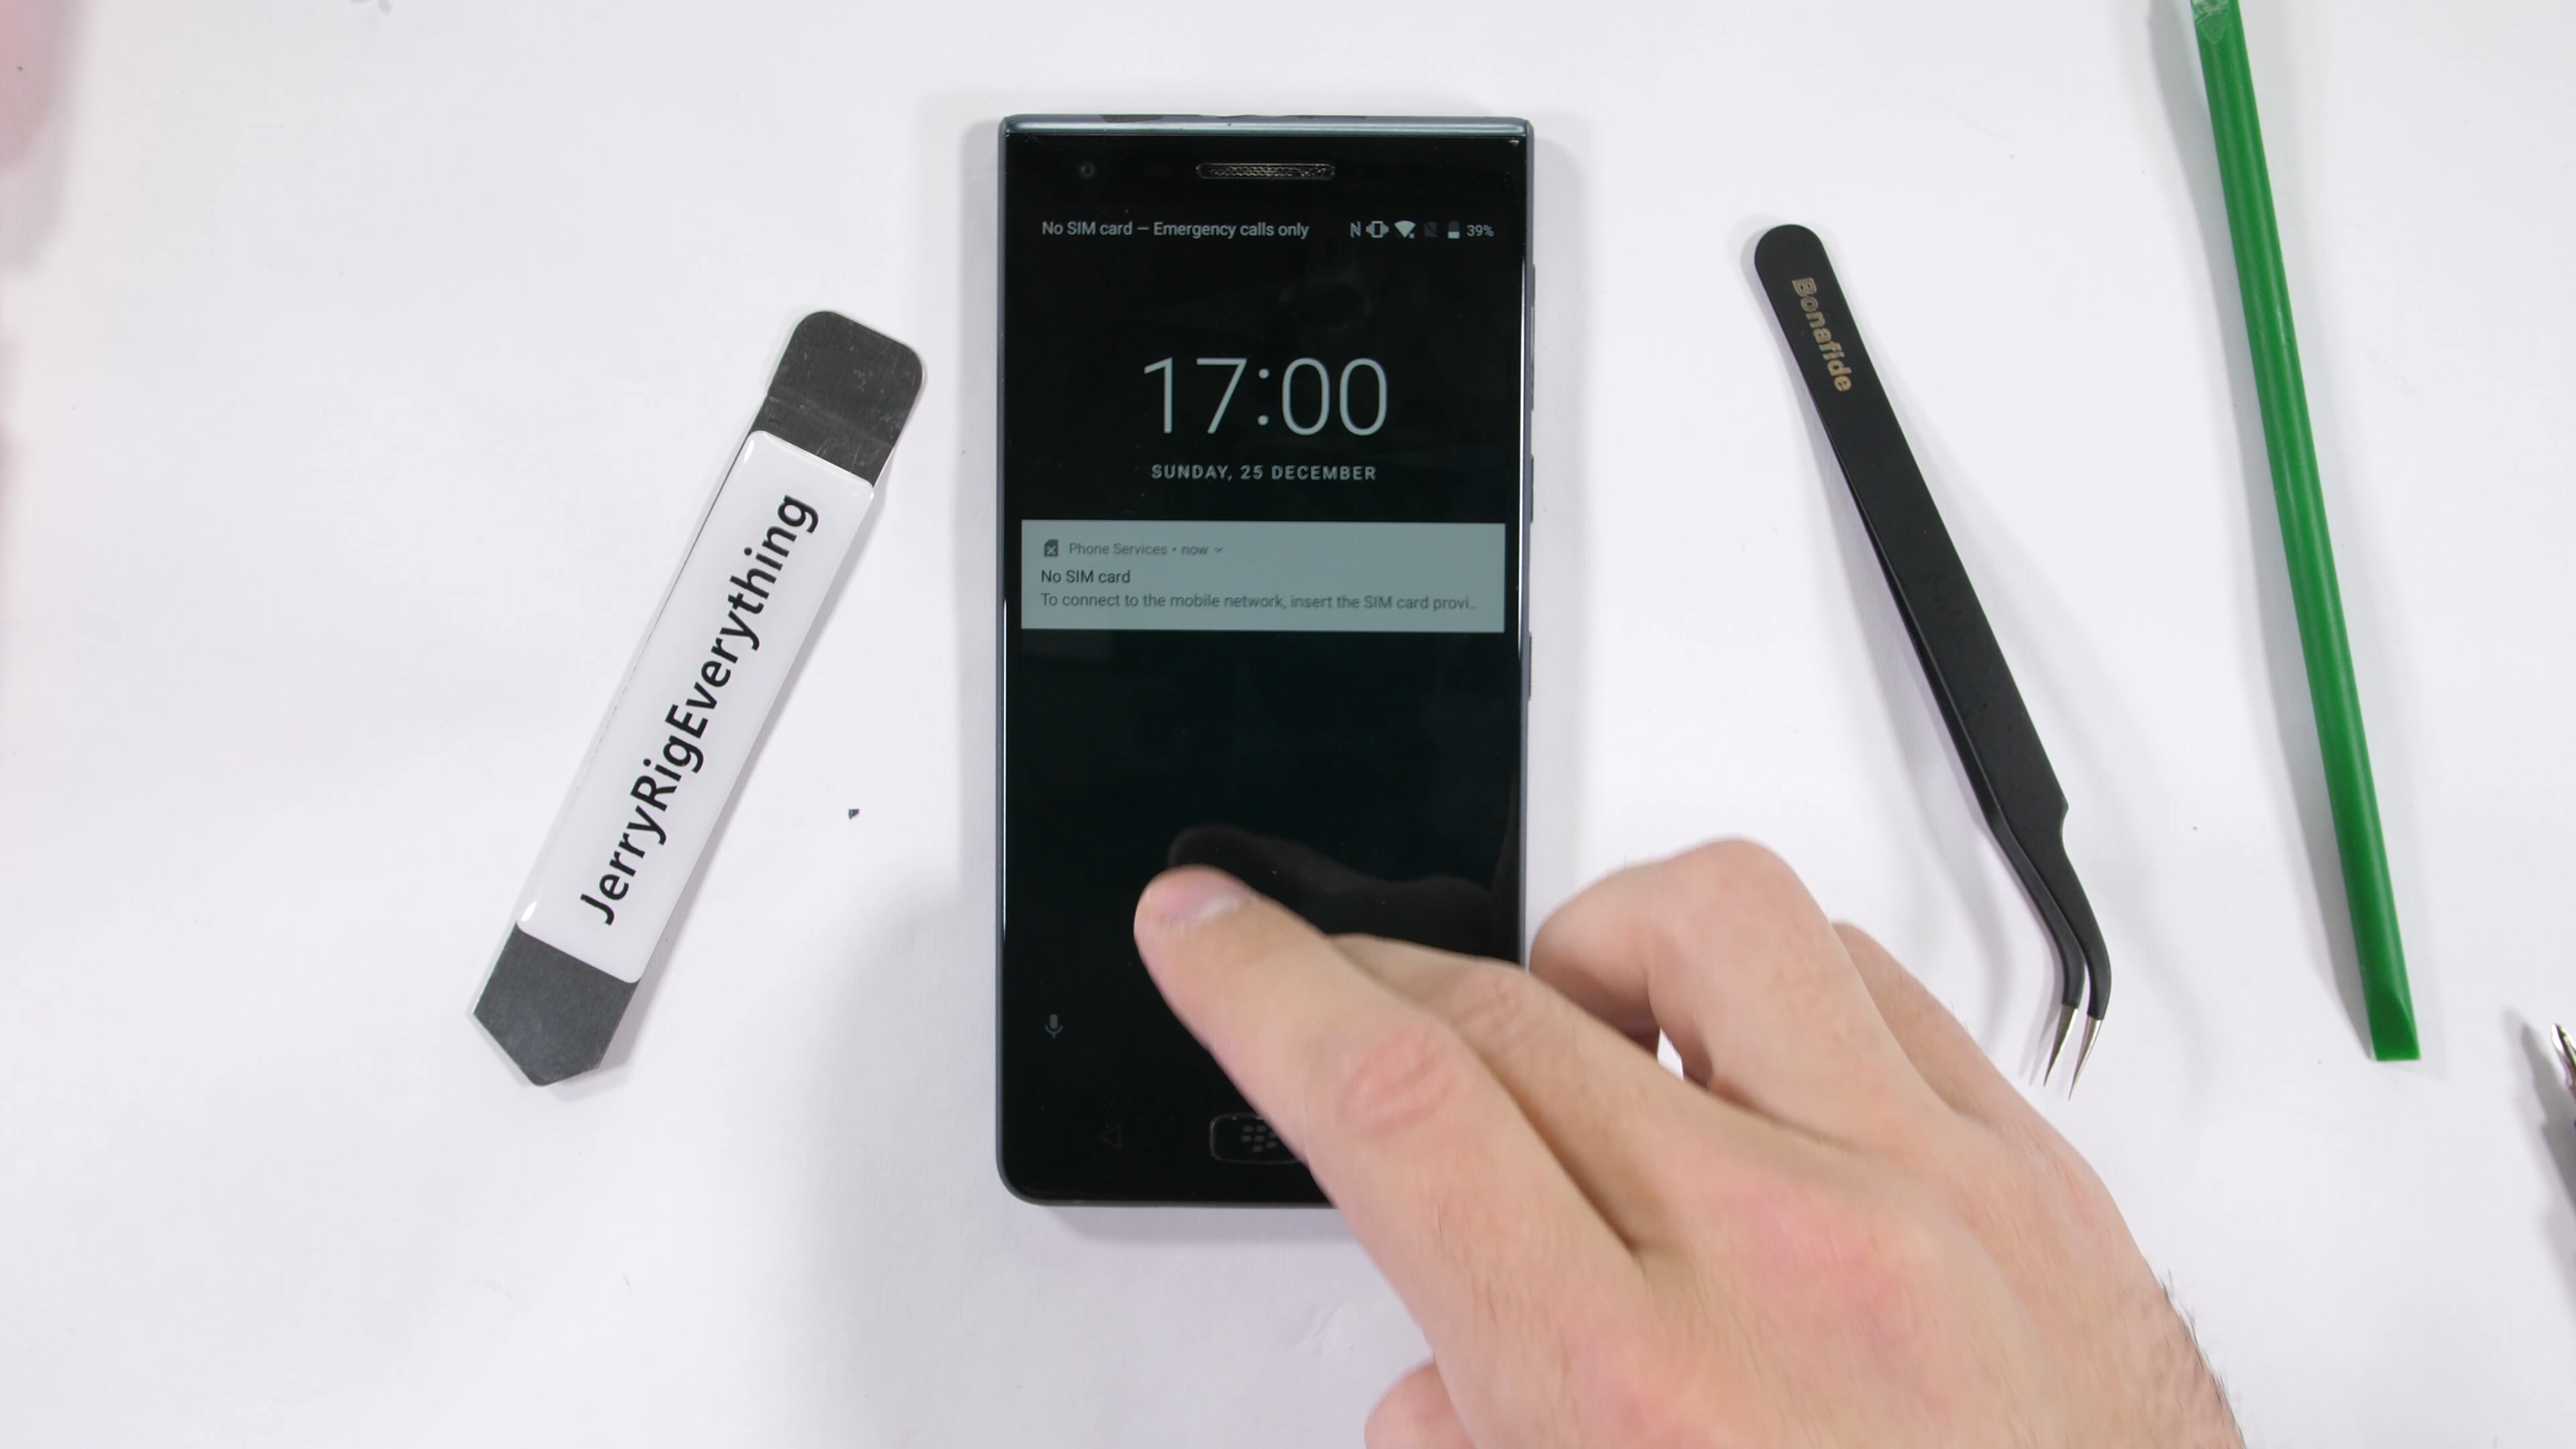 No SIM card – Emergency calls only 39%
17:00
SUNDAY, 25 DECEMBER
Phone Services • now
No SIM card
To connect to the mobile network, insert the SIM card provi..
JerryRigEverything
Bonafide